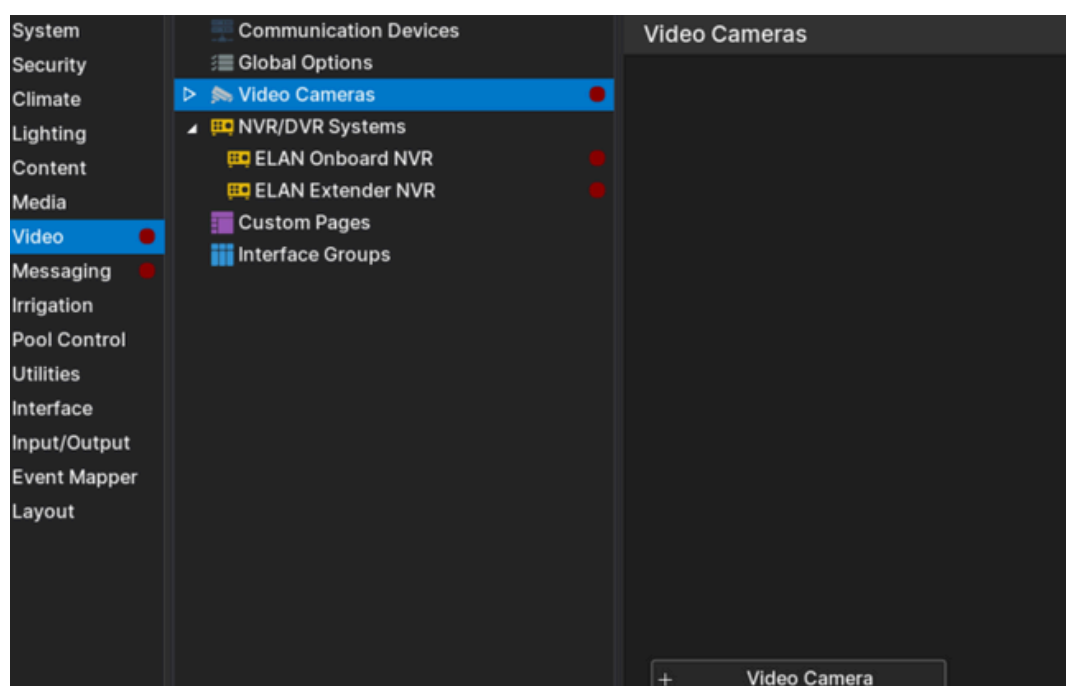 System
Security
Climate
Lighting
Content
Media
Video
Messaging
Irrigation
Pool Control
Utilities
Interface
Input/Output
Event Mapper
Layout
Communication Devices
Global Options
Video Cameras
NVR/DVR Systems
ELAN Onboard NVR
ELAN Extender NVR
Custom Pages
Interface Groups
Video Cameras
+ Video Camera